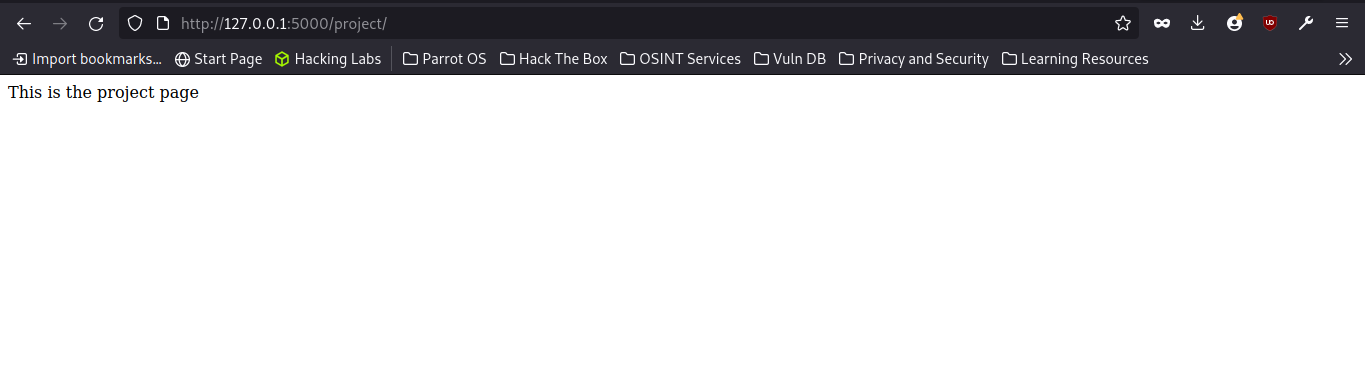 http://127.0.0.1:5000/project/
Import bookmarks... Start Page Hacking Labs Parrot OS Hack The Box OSINT Services Vuln DB Privacy and Security Learning Resources
This is the project page